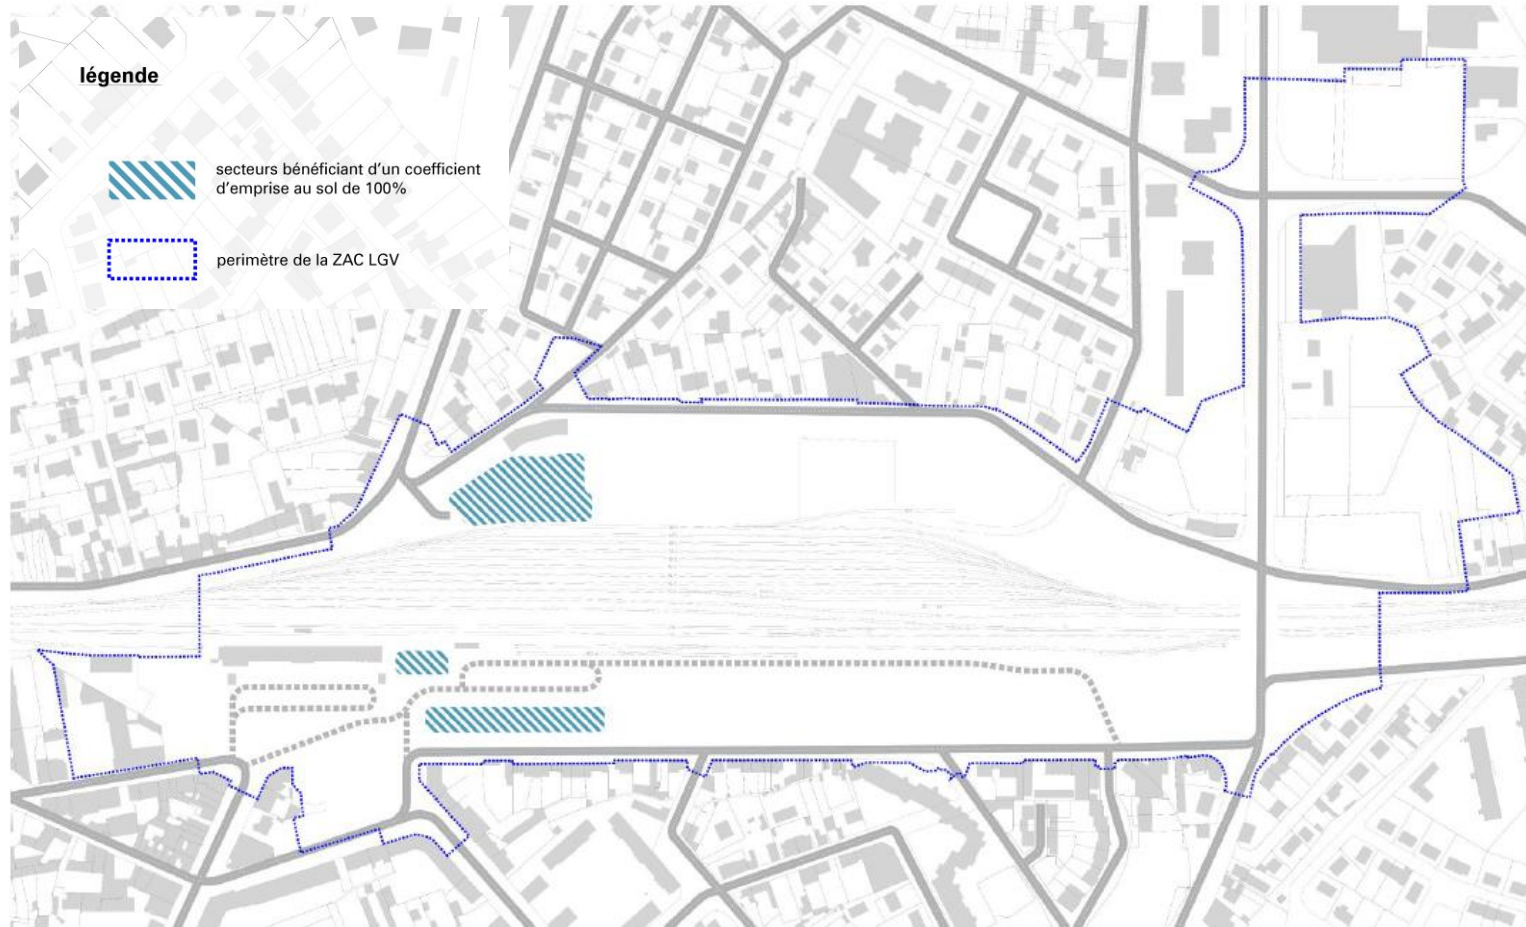 légende
secteurs bénéficiant d'un coefficient
d'emprise au sol de 100%
perimètre de la ZAC LGV